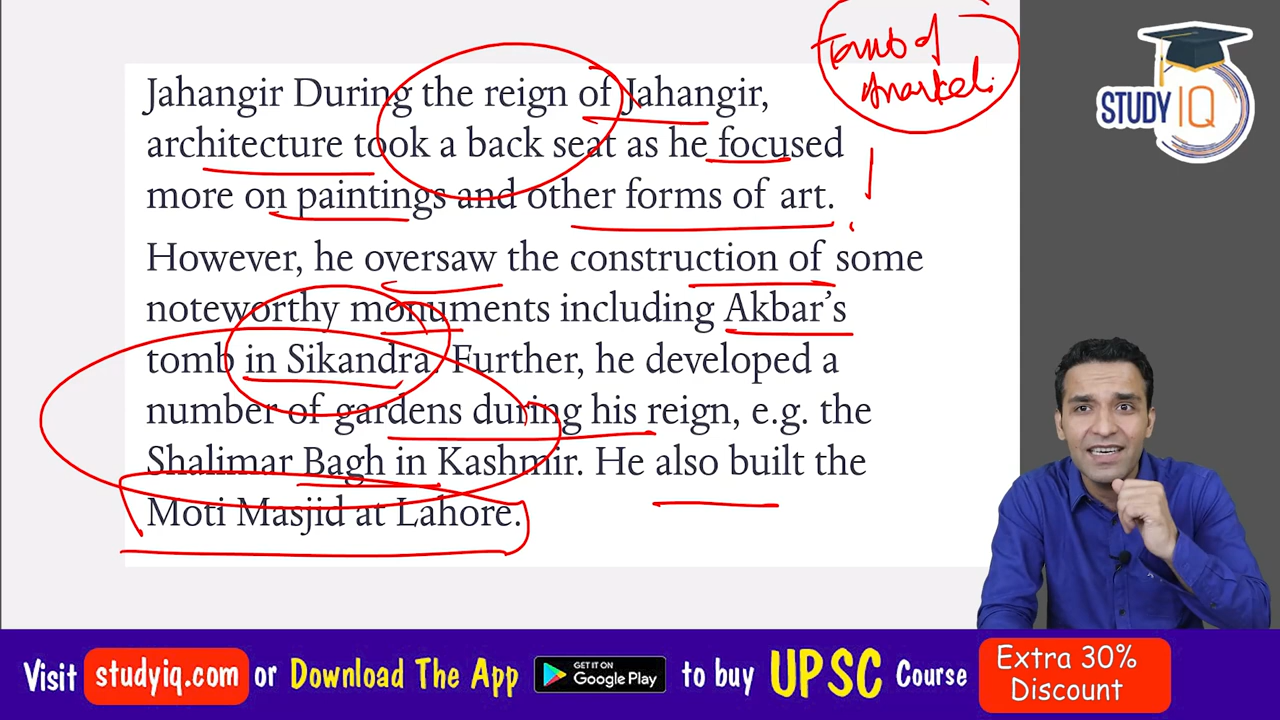 Tomb of
Anarkali
STUDY IQ
Jahangir During the reign of Jahangir,
architecture took a back seat as he focused
more on paintings and other forms of art.
However, he oversaw the construction of some
noteworthy monuments including Akbar’s
tomb in Sikandra. Further, he developed a
number of gardens during his reign, e.g. the
Shalimar Bagh in Kashmir. He also built the
Moti Masjid at Lahore.
Visit studyiq.com or Download The App GET IT ON Google Play to buy UPSC Course
Extra 30%
Discount